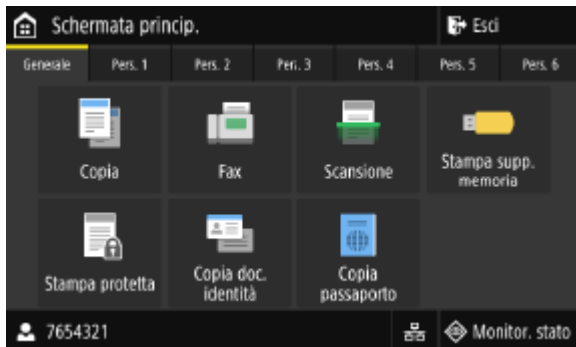 Schermata princip.
Esci
Generale
Pers. 1
Pers. 2
Pers. 3
Pers. 4
Pers. 5
Pers. 6
Copia
Fax
Scansione
Stampa supp.
memoria
Stampa protetta
Copia doc.
identità
Copia
passaporto
7654321
Monitor. stato